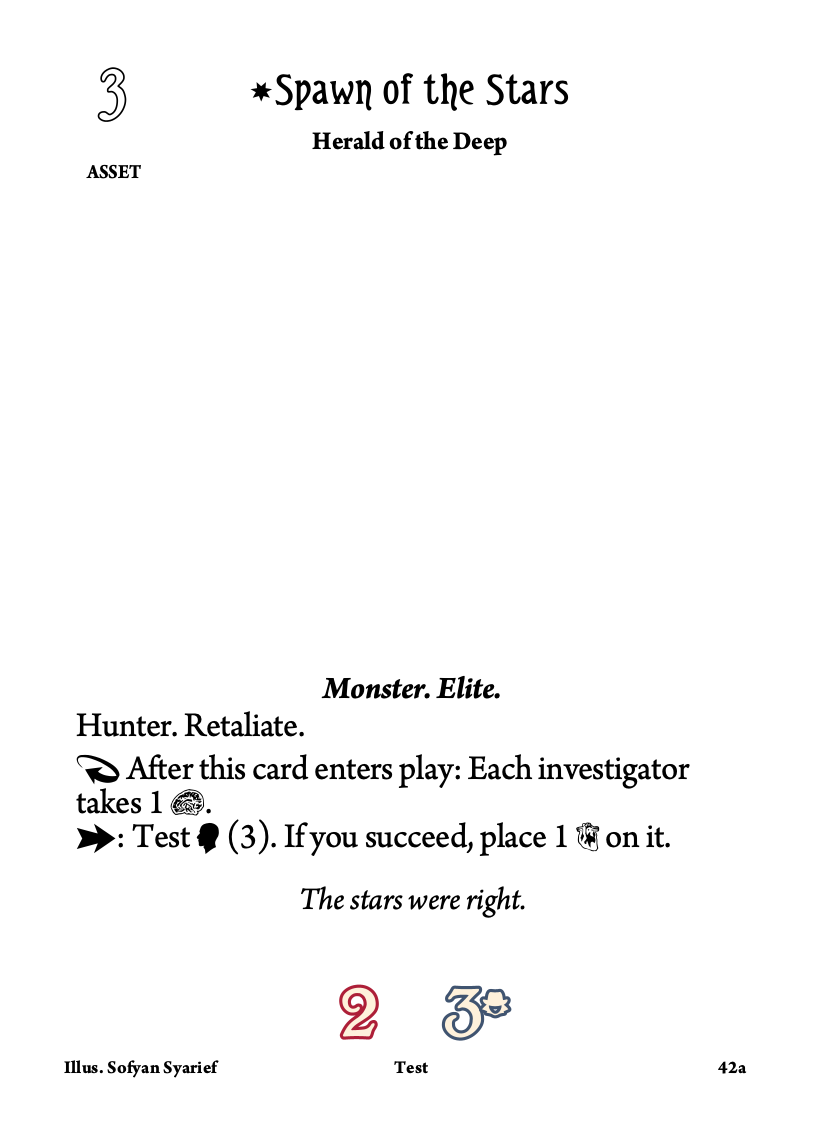 3
Spawn of the Stars
Herald of the Deep
ASSET
Monster. Elite.
Hunter. Retaliate.
After this card enters play: Each investigator
takes 1 .
: Test (3). If you succeed, place 1 on it.
The stars were right.
2 3
Illus. Sofyan Syarief Test 42a